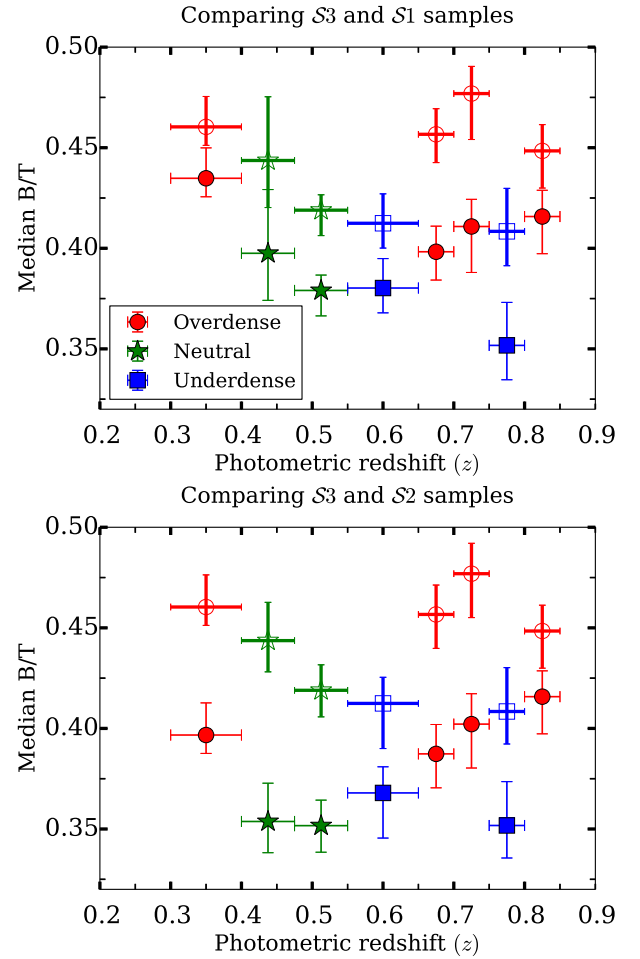 Comparing 𝒮3 and 𝒮1 samples
0.50
0.45
0.40
0.35
Median B/T
Overdense
Neutral
Underdense
0.2 0.3 0.4 0.5 0.6 0.7 0.8 0.9
Photometric redshift (z)
Comparing 𝒮3 and 𝒮2 samples
0.50
0.45
0.40
0.35
Median B/T
0.2 0.3 0.4 0.5 0.6 0.7 0.8 0.9
Photometric redshift (z)